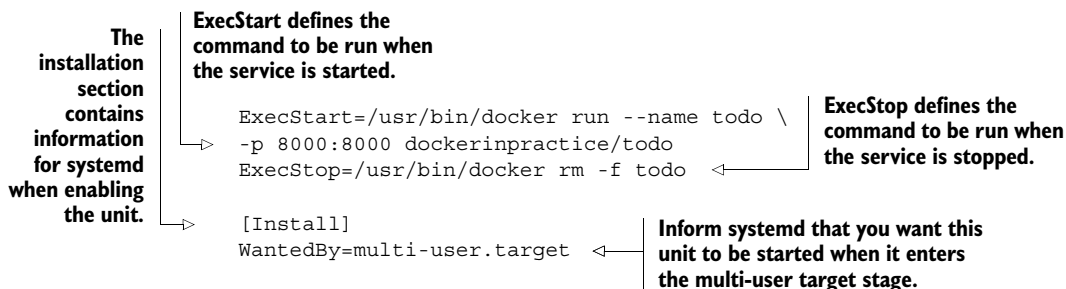 ExecStart defines the
command to be run when
the service is started.
The
installation
section
contains
information
for systemd
when enabling
the unit.
ExecStart=/usr/bin/docker run --name todo \
-p 8000:8000 dockerinpractice/todo
ExecStop=/usr/bin/docker rm -f todo
ExecStop defines the
command to be run when
the service is stopped.
[Install]
WantedBy=multi-user.target
Inform systemd that you want this
unit to be started when it enters
the multi-user target stage.